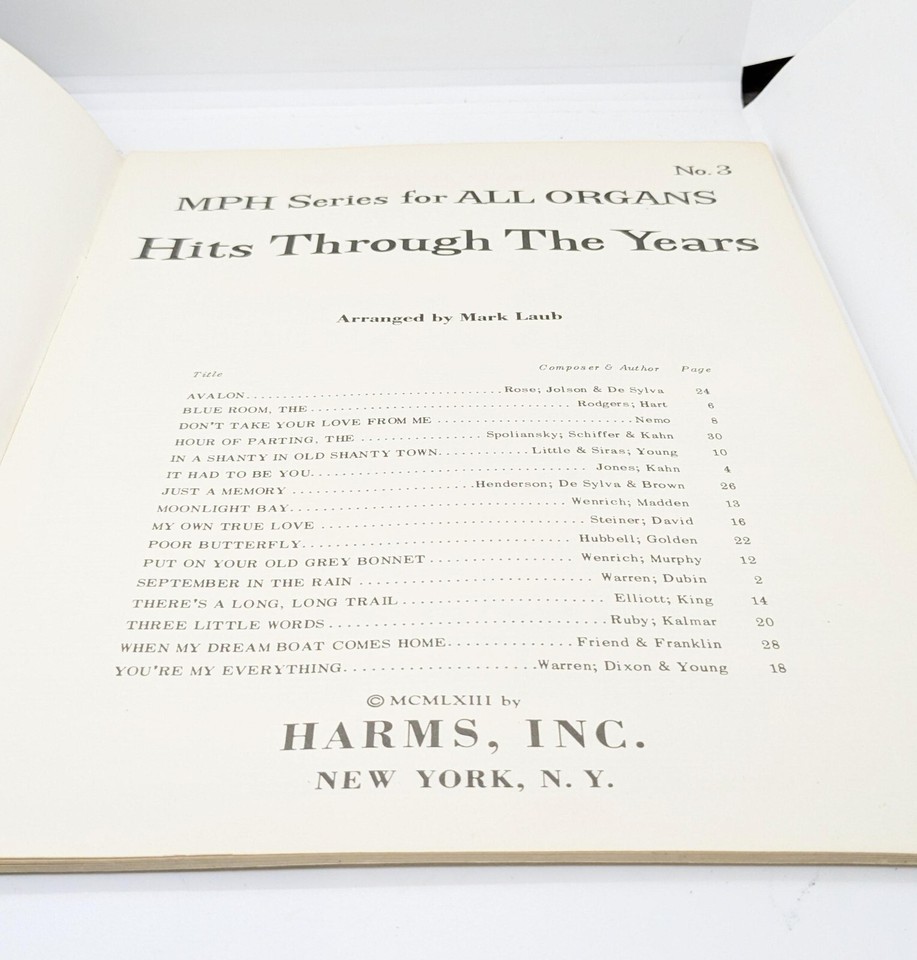 No. 3
MPH Series for ALL ORGANS
Hits Through The Years
Arranged by Mark Laub
Title Composer & Author Page
AVALON Rose; Jolson & De Sylva 24
BLUE ROOM, THE Rodgers; Hart 6
DON'T TAKE YOUR LOVE FROM ME Nemo 8
HOUR OF PARTING, THE Spoliansky; Schiffer & Kahn 30
IN A SHANTY IN OLD SHANTY TOWN Little & Siras; Young 10
IT HAD TO BE YOU Jones; Kahn 4
JUST A MEMORY Henderson; De Sylva & Brown 26
MOONLIGHT BAY Wenrich; Madden 13
MY OWN TRUE LOVE Steiner; David 16
POOR BUTTERFLY Hubbell; Golden 22
PUT ON YOUR OLD GREY BONNET Wenrich; Murphy 12
SEPTEMBER IN THE RAIN Warren; Dubin 2
THERE'S A LONG, LONG TRAIL Elliott; King 14
THREE LITTLE WORDS Ruby; Kalmar 20
WHEN MY DREAM BOAT COMES HOME Friend & Franklin 28
YOU'RE MY EVERYTHING Warren; Dixon & Young 18
© MCMLXIII by
HARMS, INC.
NEW YORK, N. Y.